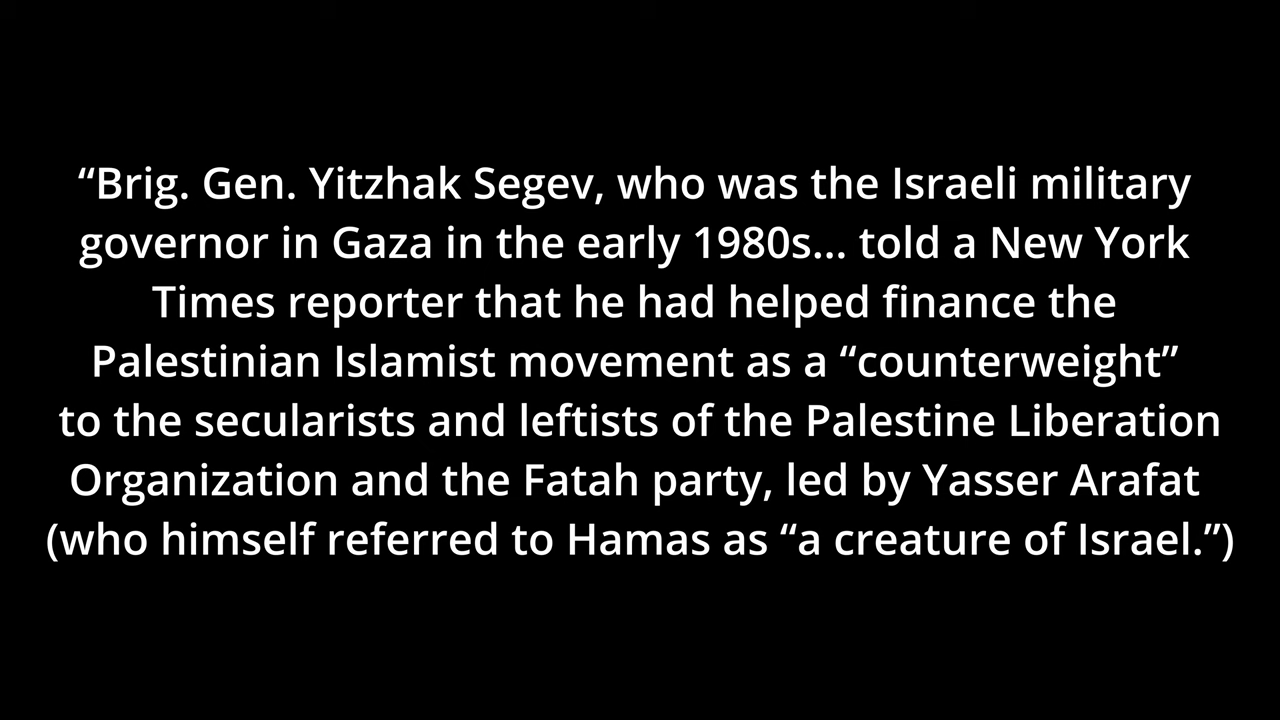 “Brig. Gen. Yitzhak Segev, who was the Israeli military
governor in Gaza in the early 1980s... told a New York
Times reporter that he had helped finance the
Palestinian Islamist movement as a “counterweight”
to the secularists and leftists of the Palestine Liberation
Organization and the Fatah party, led by Yasser Arafat
(who himself referred to Hamas as “a creature of Israel.”)